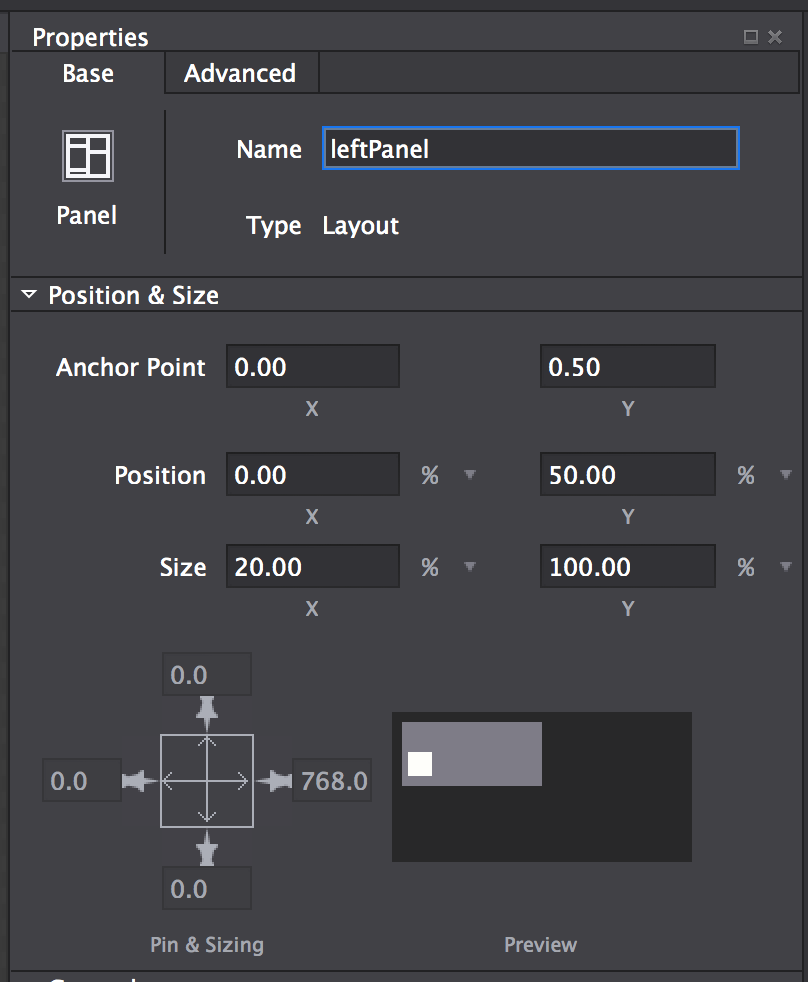 Properties
Base Advanced
Name leftPanel
Panel
Type Layout
Position & Size
Anchor Point 0.00 0.50
X Y
Position 0.00 % 50.00 %
X Y
Size 20.00 % 100.00 %
X Y
0.0
0.0 768.0
0.0
Pin & Sizing Preview